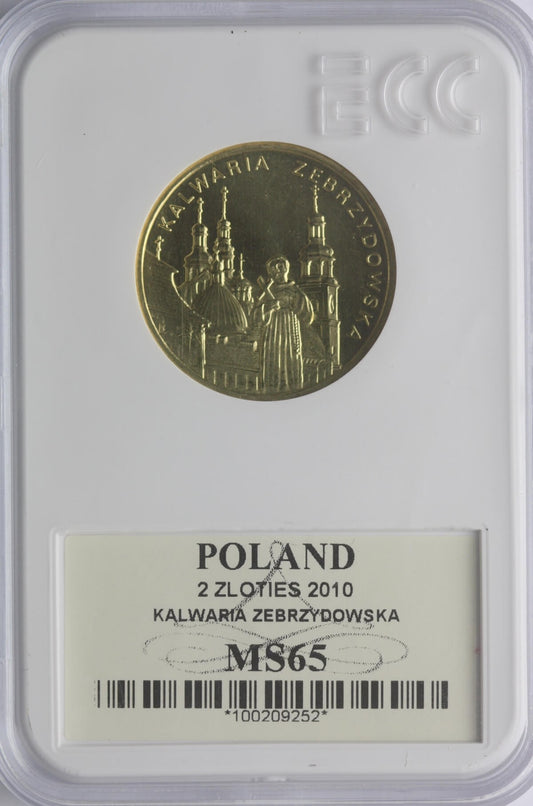 ECC
KALWARIA ZEBRZYDOWSKA
POLAND
2 ZLOTIES 2010
KALWARIA ZEBRZYDOWSKA
MS65
*100209252*